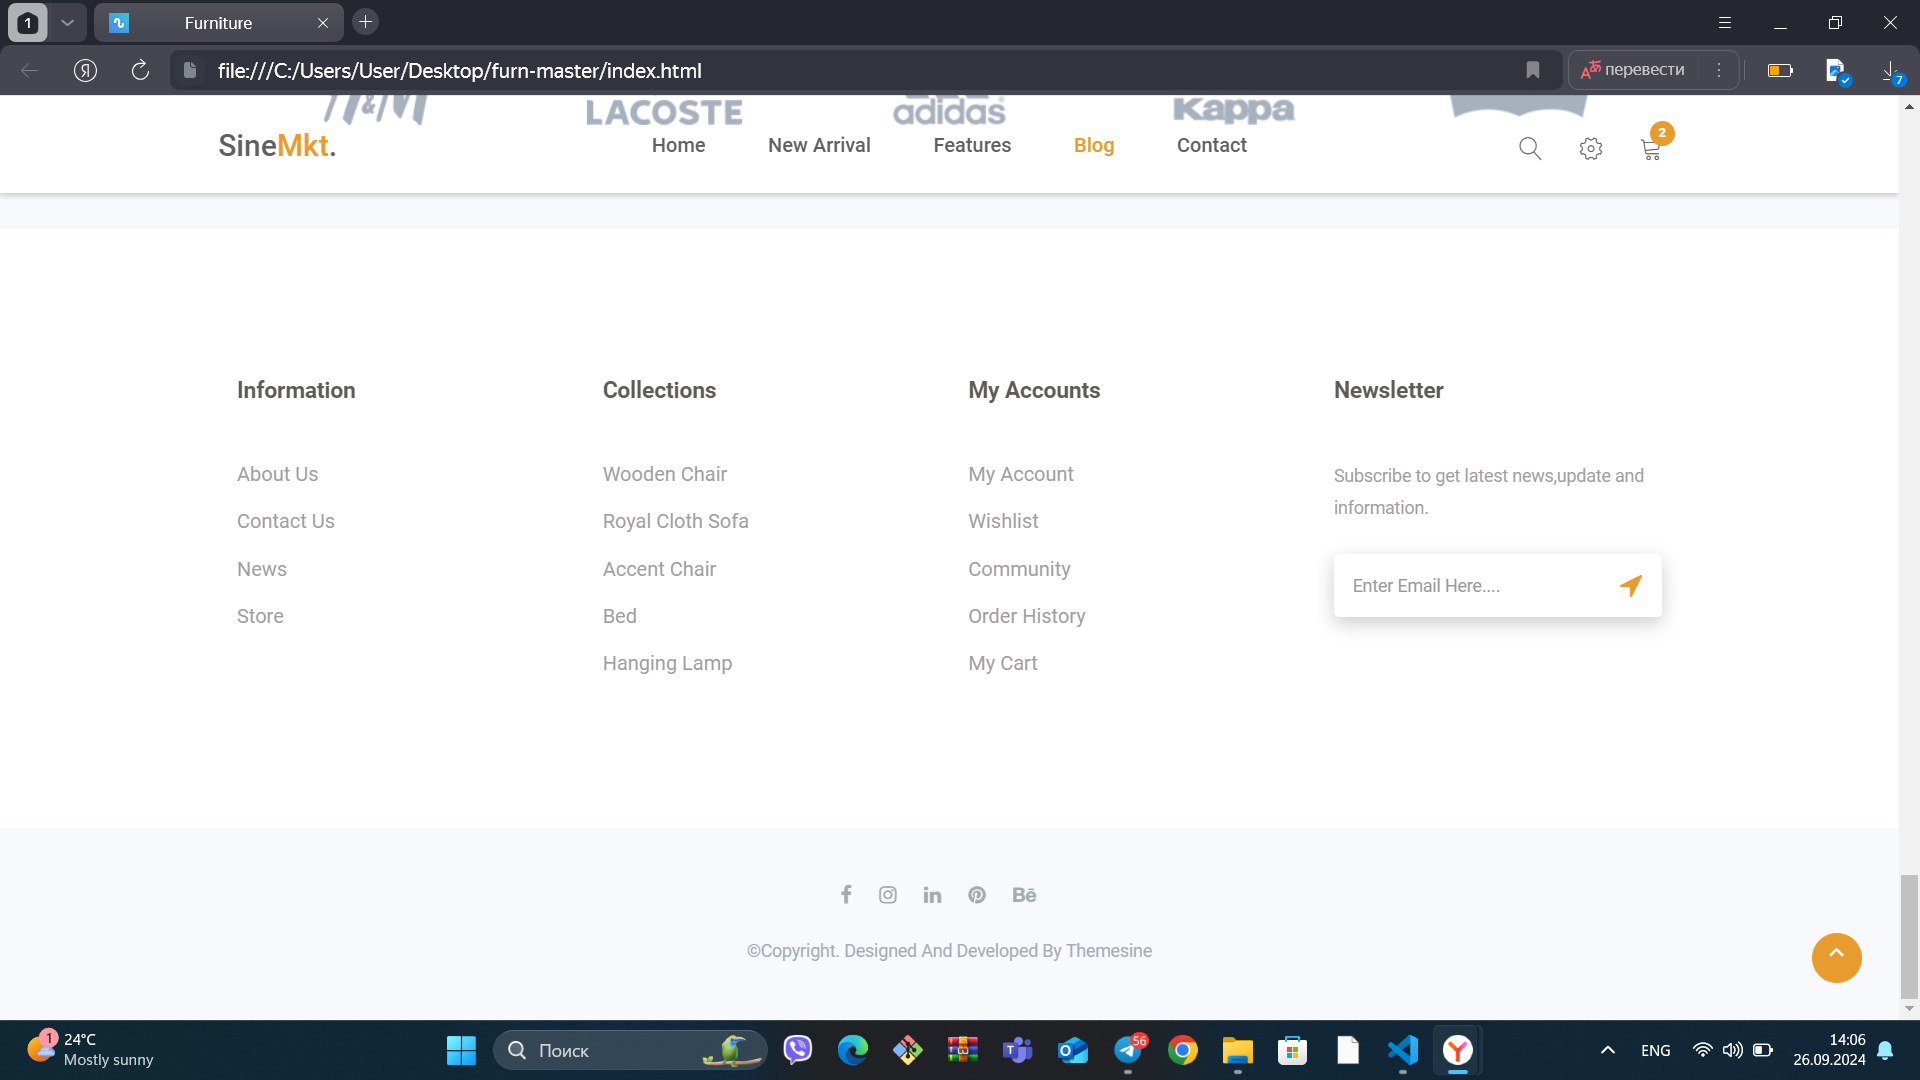 1
Furniture
Я
file:///C:/Users/User/Desktop/furn-master/index.html
перевести
7
H&M
LACOSTE
adidas
Kappa
SineMkt.
Home
New Arrival
Features
Blog
Contact
2
Information
Collections
My Accounts
Newsletter
About Us
Wooden Chair
My Account
Subscribe to get latest news,update and
information.
Contact Us
Royal Cloth Sofa
Wishlist
News
Accent Chair
Community
Enter Email Here....
Store
Bed
Order History
Hanging Lamp
My Cart
f
in
Bē
©Copyright. Designed And Developed By Themesine
1
24°C
Mostly sunny
Поиск
56
ENG
14:06
26.09.2024